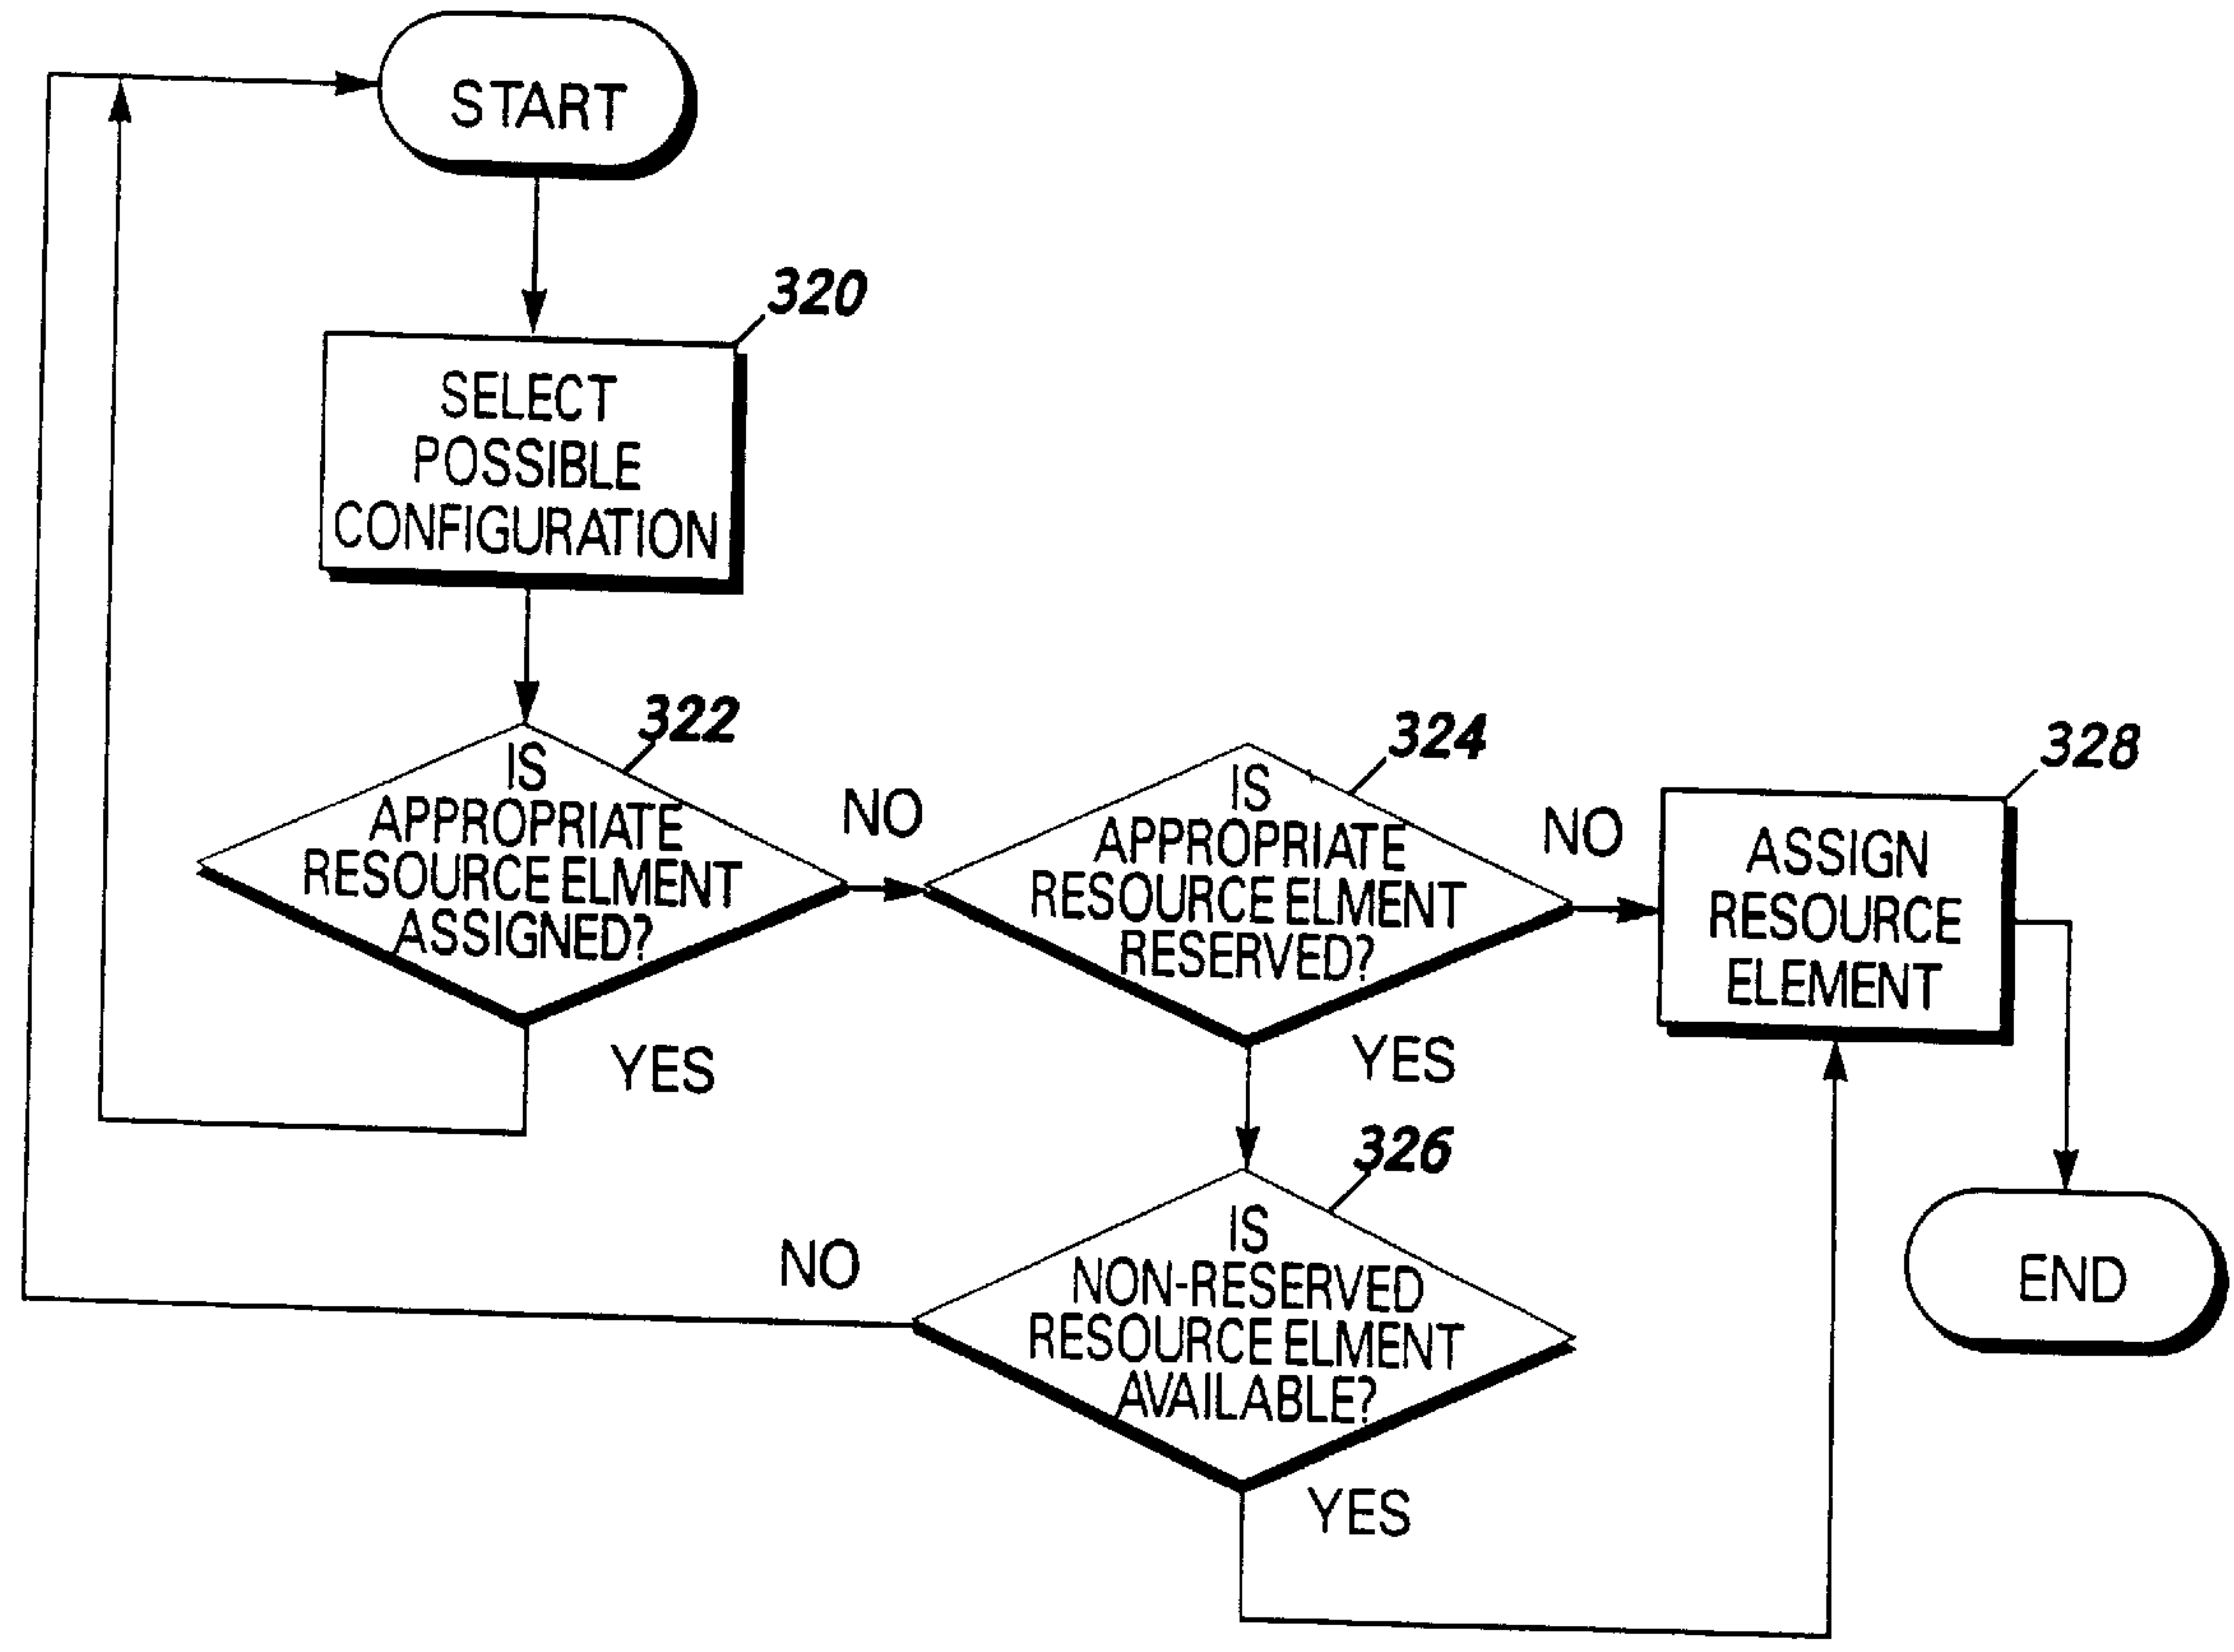 START
320
SELECT
POSSIBLE
CONFIGURATION
322
IS
APPROPRIATE
RESOURCE ELMENT
ASSIGNED?
NO
YES
324
IS
APPROPRIATE
RESOURCE ELMENT
RESERVED?
NO
YES
328
ASSIGN
RESOURCE
ELEMENT
326
IS
NON-RESERVED
RESOURCE ELMENT
AVAILABLE?
NO
YES
END